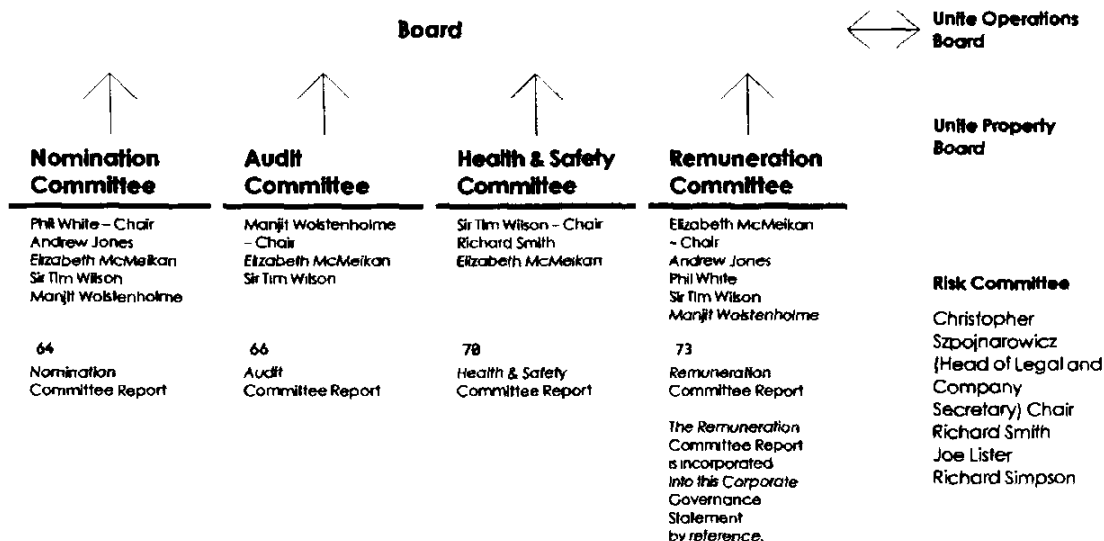 Board
Unite Operations
Board
Unite Property
Board
Nomination
Committee
Phil White – Chair
Andrew Jones
Elizabeth McMeikan
Sir Tim Wilson
Manjit Wolstenholme
64
Nomination
Committee Report
Audit
Committee
Manjit Wolstenholme
– Chair
Elizabeth McMeikan
Sir Tim Wilson
66
Audit
Committee Report
Health & Safety
Committee
Sir Tim Wilson – Chair
Richard Smith
Elizabeth McMeikan
70
Health & Safety
Committee Report
Remuneration
Committee
Elizabeth McMeikan
– Chair
Andrew Jones
Phil White
Sir Tim Wilson
Manjit Wolstenholme
73
Remuneration
Committee Report
The Remuneration
Committee Report
is incorporated
into this Corporate
Governance
Statement
by reference.
Risk Committee
Christopher
Szpojnarowicz
(Head of Legal and
Company
Secretary) Chair
Richard Smith
Joe Lister
Richard Simpson